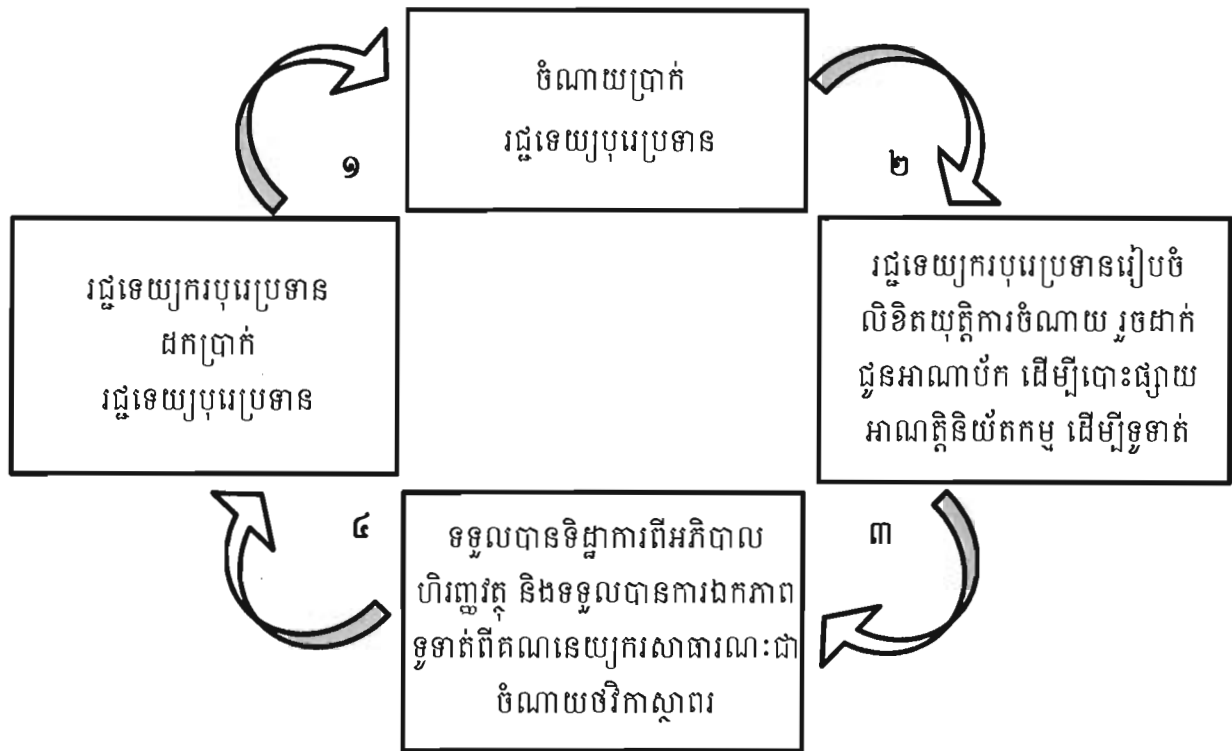 ចំណាយប្រាក់
រជ្ជទេយ្យបុរេប្រទាន
១
២
រជ្ជទេយ្យករបុរេប្រទាន
ដកប្រាក់
រជ្ជទេយ្យបុរេប្រទាន
រជ្ជទេយ្យករបុរេប្រទានរៀបចំ
លិខិតយុត្តិការចំណាយ រួចដាក់
ជូនអាណាប័ក ដើម្បីបោះផ្សាយ
អាណត្តិនិយ័តកម្ម ដើម្បីទូទាត់
៤
៣
ទទួលបានទិដ្ឋាការពីអភិបាល
ហិរញ្ញវត្ថុ និងទទួលបានការឯកភាព
ទូទាត់ពីគណនេយ្យករសាធារណៈជា
ចំណាយថវិកាស្ថាពរ